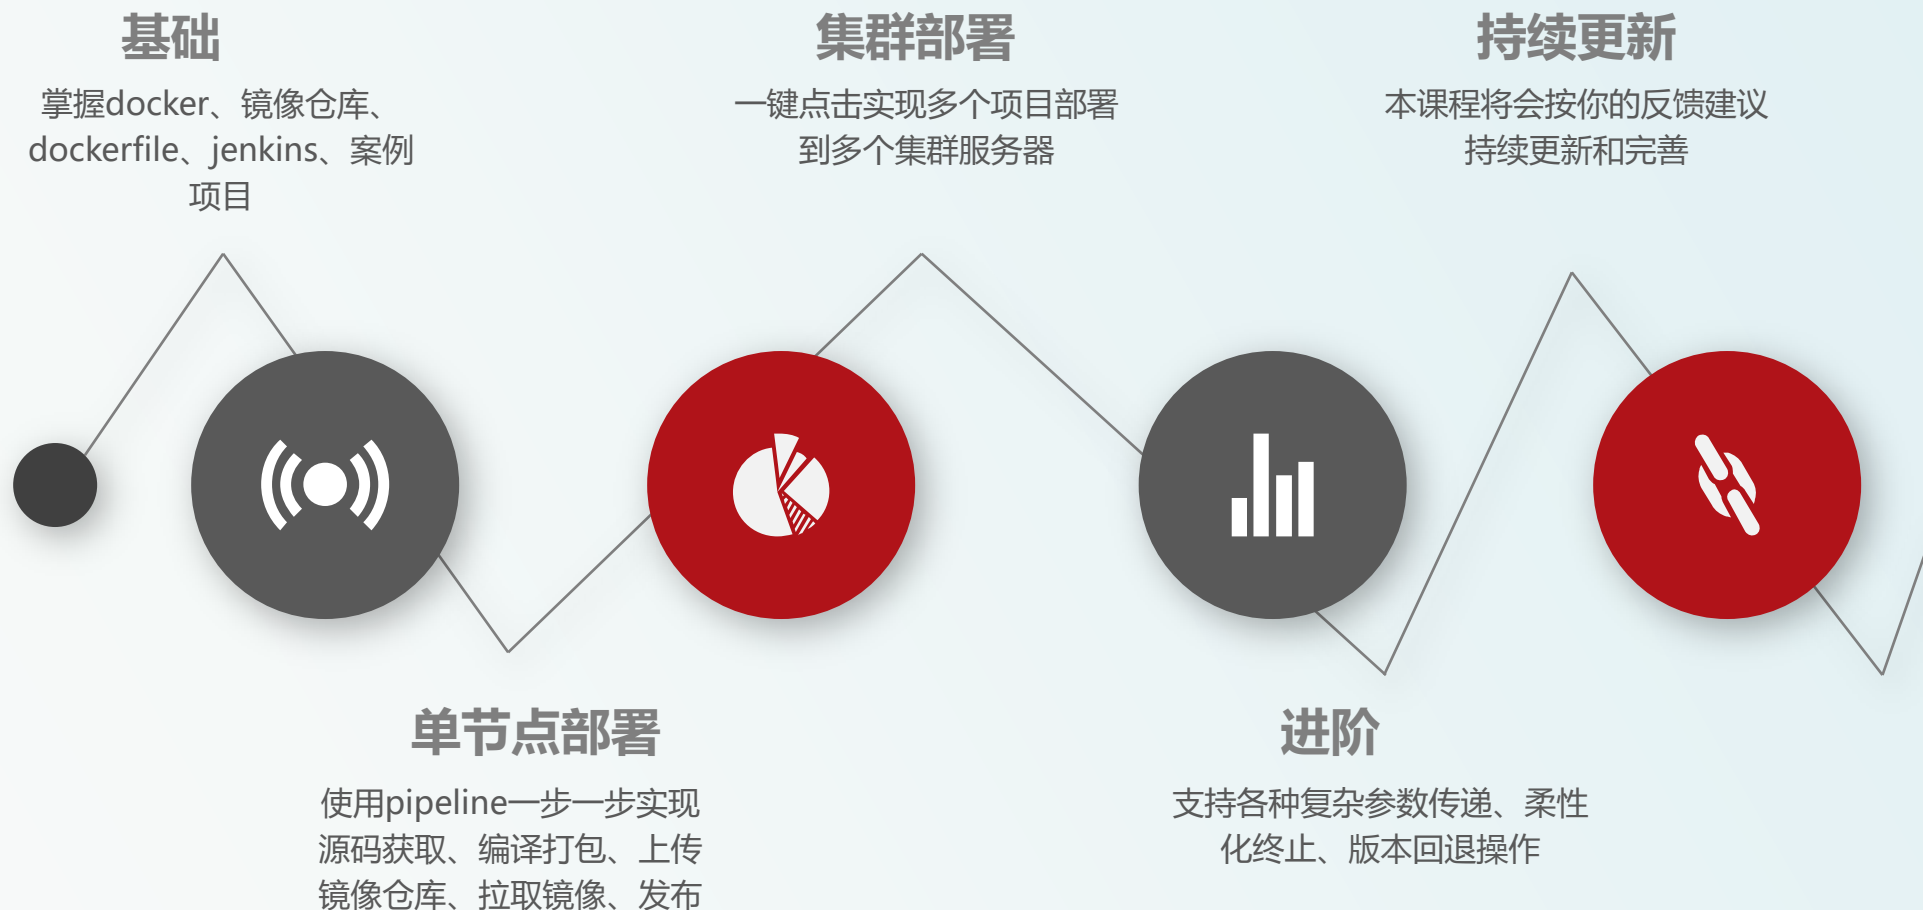 基础
掌握docker、镜像仓库、
dockerfile、jenkins、案例
项目
单节点部署
使用pipeline一步一步实现
源码获取、编译打包、上传
镜像仓库、拉取镜像、发布
集群部署
一键点击实现多个项目部署
到多个集群服务器
进阶
支持各种复杂参数传递、柔性
化终止、版本回退操作
持续更新
本课程将会按你的反馈建议
持续更新和完善